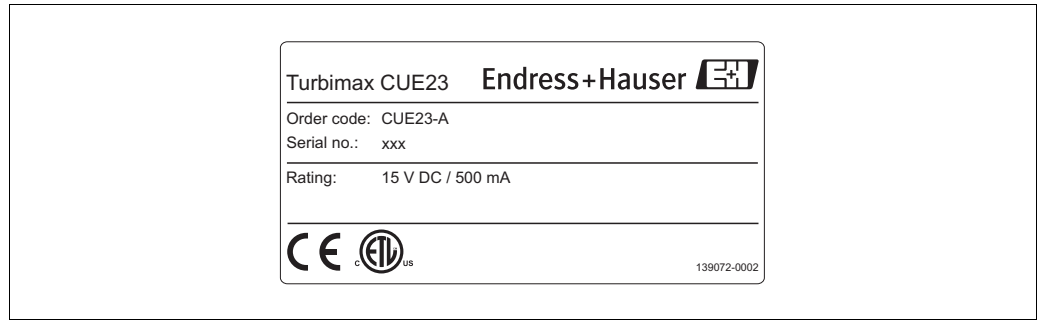 Turbimax CUE23 Endress+Hauser EH
Order code: CUE23-A
Serial no.: xxx
Rating: 15 V DC / 500 mA
CE c ETL us 139072-0002